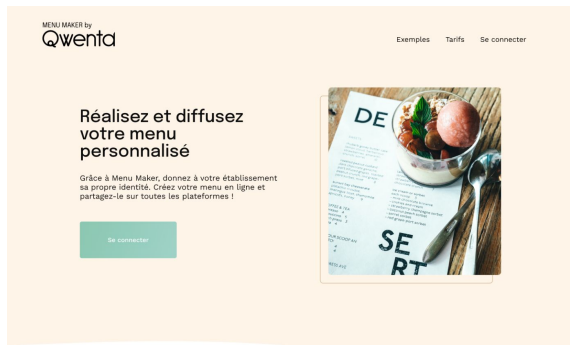 MENU MAKER by
Qwenta
Exemples Tarifs Se connecter
Réalisez et diffusez
votre menu
personnalisé
Grâce à Menu Maker, donnez à votre établissement
sa propre identité. Créez votre menu en ligne et
partagez-le sur toutes les plateformes !
Se connecter
DE
SE
RT